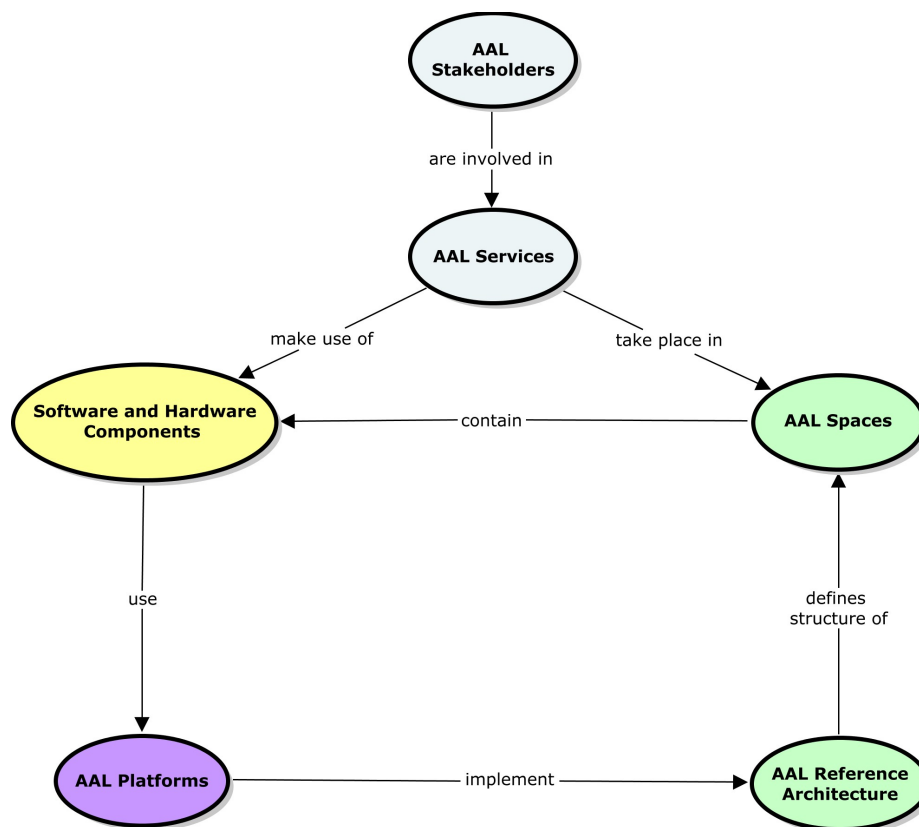 AAL
Stakeholders
are involved in
AAL Services
make use of
take place in
Software and Hardware
Components
contain
AAL Spaces
use
defines
structure of
AAL Platforms
implement
AAL Reference
Architecture